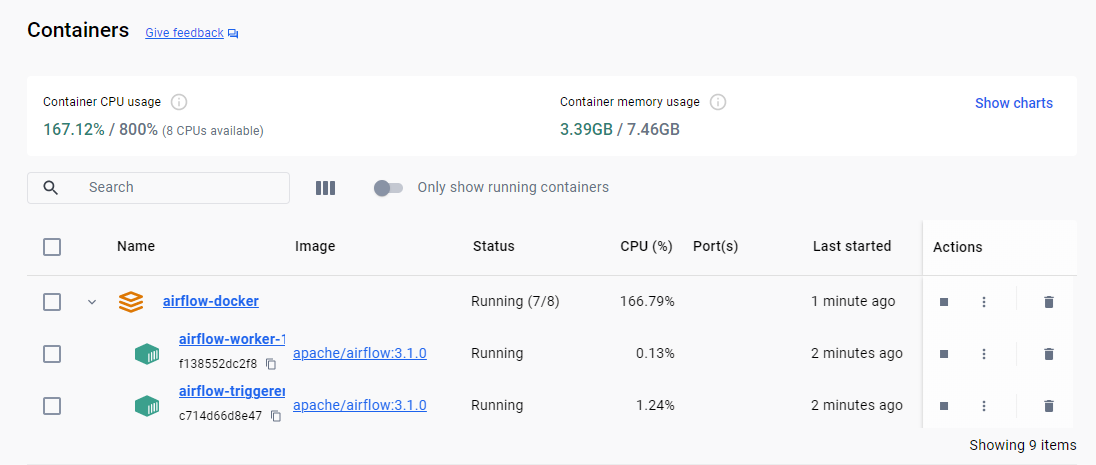 Containers Give feedback
Container CPU usage Container memory usage Show charts
167.12% / 800% (8 CPUs available) 3.39GB / 7.46GB
Search Only show running containers
Name Image Status CPU (%) Port(s) Last started Actions
airflow-docker Running (7/8) 166.79% 1 minute ago
airflow-worker-1
f138552dc2f8 apache/airflow:3.1.0 Running 0.13% 2 minutes ago
airflow-triggerer
c714d66d8e47 apache/airflow:3.1.0 Running 1.24% 2 minutes ago
Showing 9 items